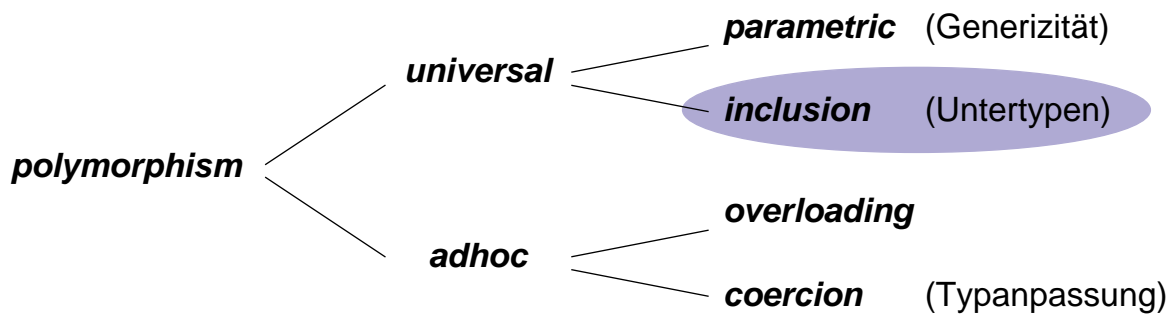 parametric (Generizität)
universal
inclusion (Untertypen)
polymorphism
overloading
adhoc
coercion (Typanpassung)